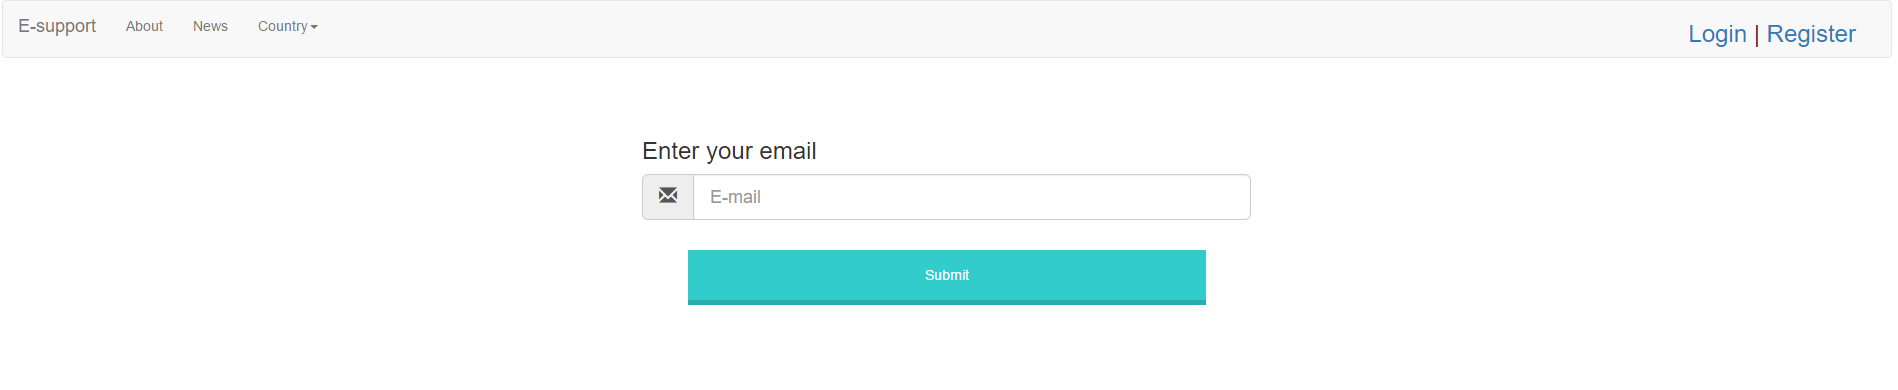 E-support About News Country Login | Register
Enter your email
E-mail
Submit